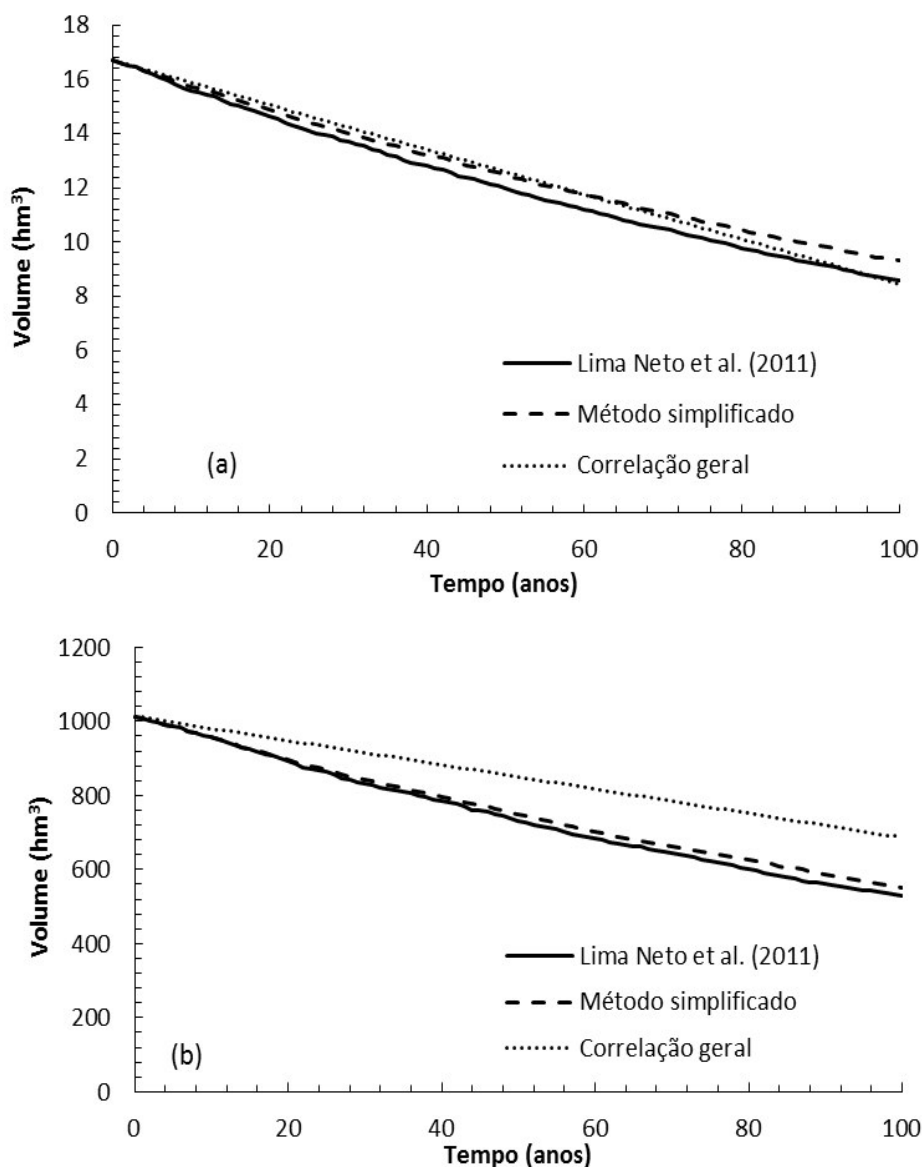 18
16
14
12
10
8
6
4
2
0
Volume (hm³)
Lima Neto et al. (2011)
Método simplificado
Correlação geral
(a)
0 20 40 60 80 100
Tempo (anos)
1200
1000
800
600
400
200
0
Volume (hm³)
Lima Neto et al. (2011)
Método simplificado
Correlação geral
(b)
0 20 40 60 80 100
Tempo (anos)